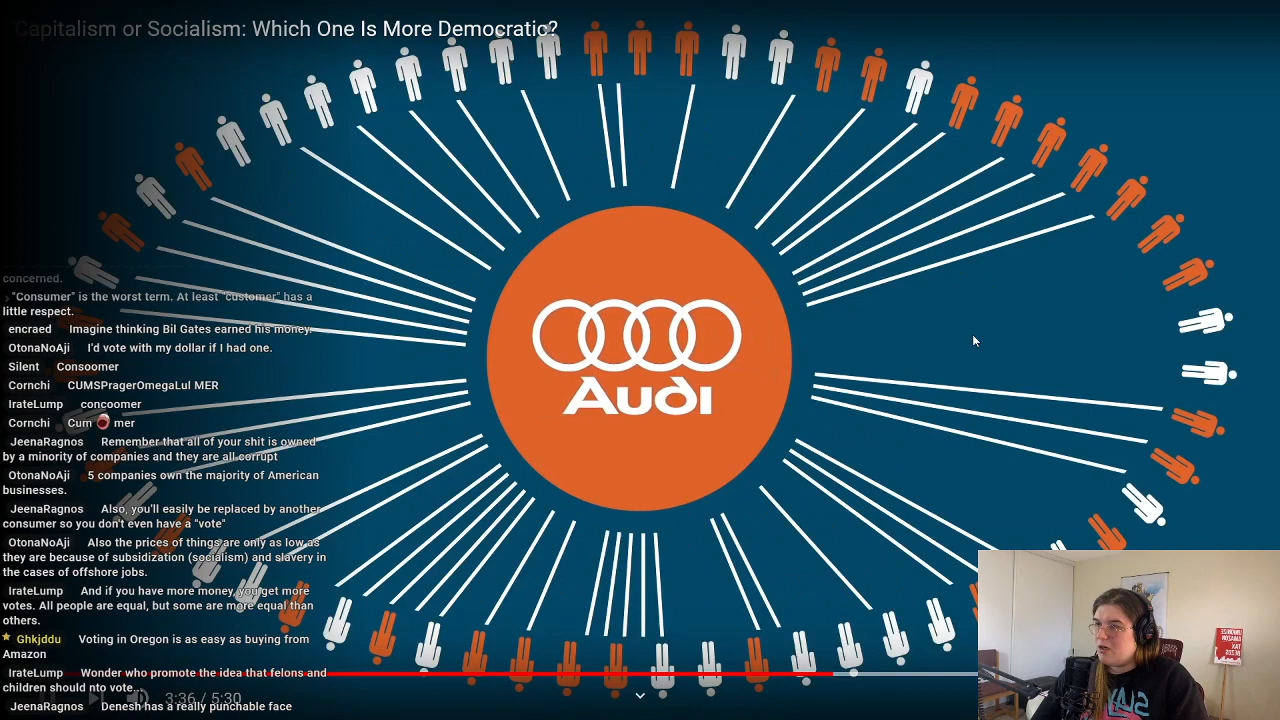 Capitalism or Socialism: Which One Is More Democratic?
Audi
concerned.
"Consumer" is the worst term. At least "customer" has a
little respect.
encraed Imagine thinking Bil Gates earned his money.
OtonaNoAji I'd vote with my dollar if I had one.
Silent Consoomer
Cornchi CUMSPragerOmegaLul MER
IrateLump concoomer
Cornchi Cum mer
JeenaRagnos Remember that all of your shit is owned
by a minority of companies and they are all corrupt
OtonaNoAji 5 companies own the majority of American
businesses.
JeenaRagnos Also, you'll easily be replaced by another
consumer so you don't even have a "vote"
OtonaNoAji Also the prices of things are only as low as
they are because of subsidization (socialism) and slavery in
the cases of offshore jobs.
IrateLump And if you have more money, you get more
votes. All people are equal, but some are more equal than
others.
Ghkjddu Voting in Oregon is as easy as buying from
Amazon
IrateLump Wonder who promote the idea that felons and
children should nto vote...
JeenaRagnos Denesh has a really punchable face
3:36 / 5:30